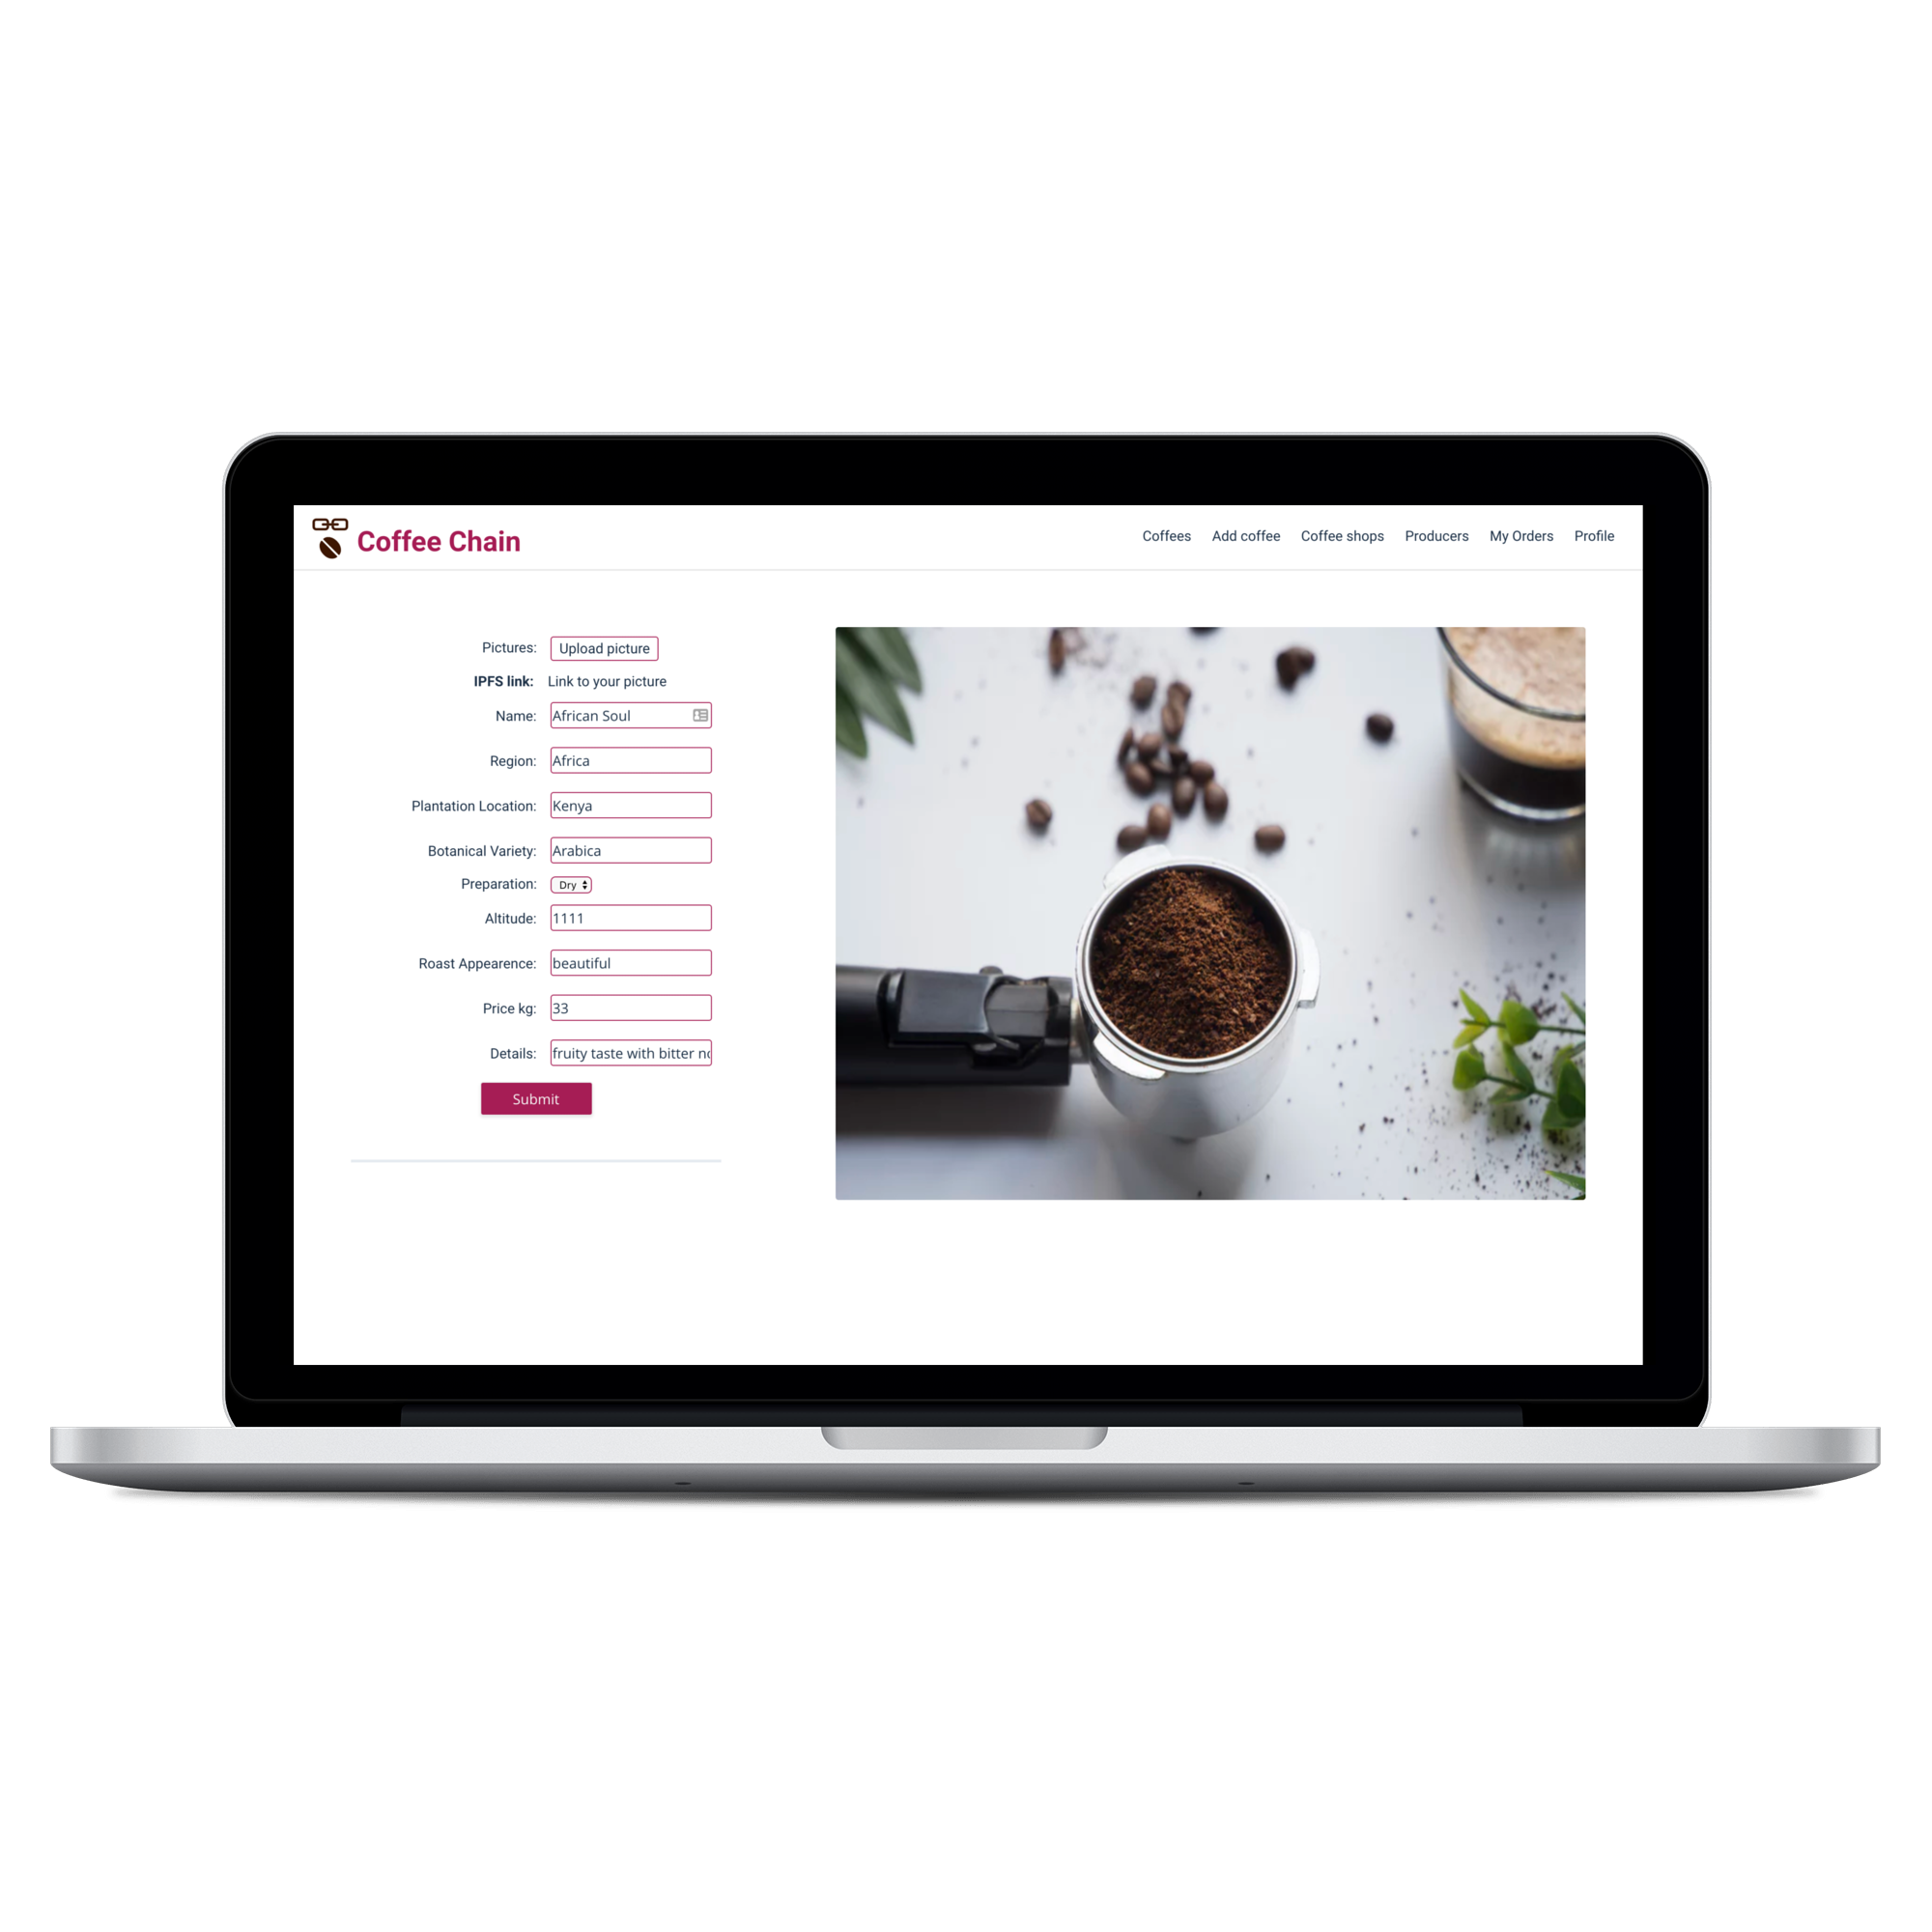 Coffee Chain
Coffees Add coffee Coffee shops Producers My Orders Profile
Pictures: Upload picture
IPFS link: Link to your picture
Name: African Soul
Region: Africa
Plantation Location: Kenya
Botanical Variety: Arabica
Preparation: Dry
Altitude: 1111
Roast Appearence: beautiful
Price kg: 33
Details: fruity taste with bitter
Submit